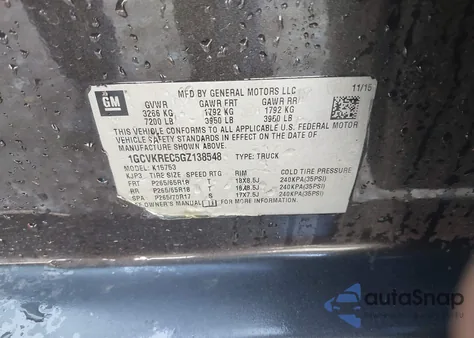 GM
MFD BY GENERAL MOTORS LLC
11/15
GVWR GAWR FRT GAWR RR
3266 KG 1792 KG 1792 KG
7200 LB 3950 LB 3950 LB
THIS VEHICLE CONFORMS TO ALL APPLICABLE U.S. FEDERAL MOTOR
VEHICLE SAFETY STANDARDS IN EFFECT ON THE DATE OF MANUFACTURE
SHOWN ABOVE.
1GCVKREC5GZ138548 TYPE: TRUCK
MODEL: K15753
KJP3 TIRE SIZE SPEED RTG RIM COLD TIRE PRESSURE
FRT P265/65R18 T 18X8.5J 240KPA(35PSI)
RR P265/65R18 T 18X8.5J 240KPA(35PSI)
SPA P265/70R17 S 17X7.5J 240KPA(35PSI)
OWNER'S MANUAL FOR MORE INFORMATION.
autoSnap